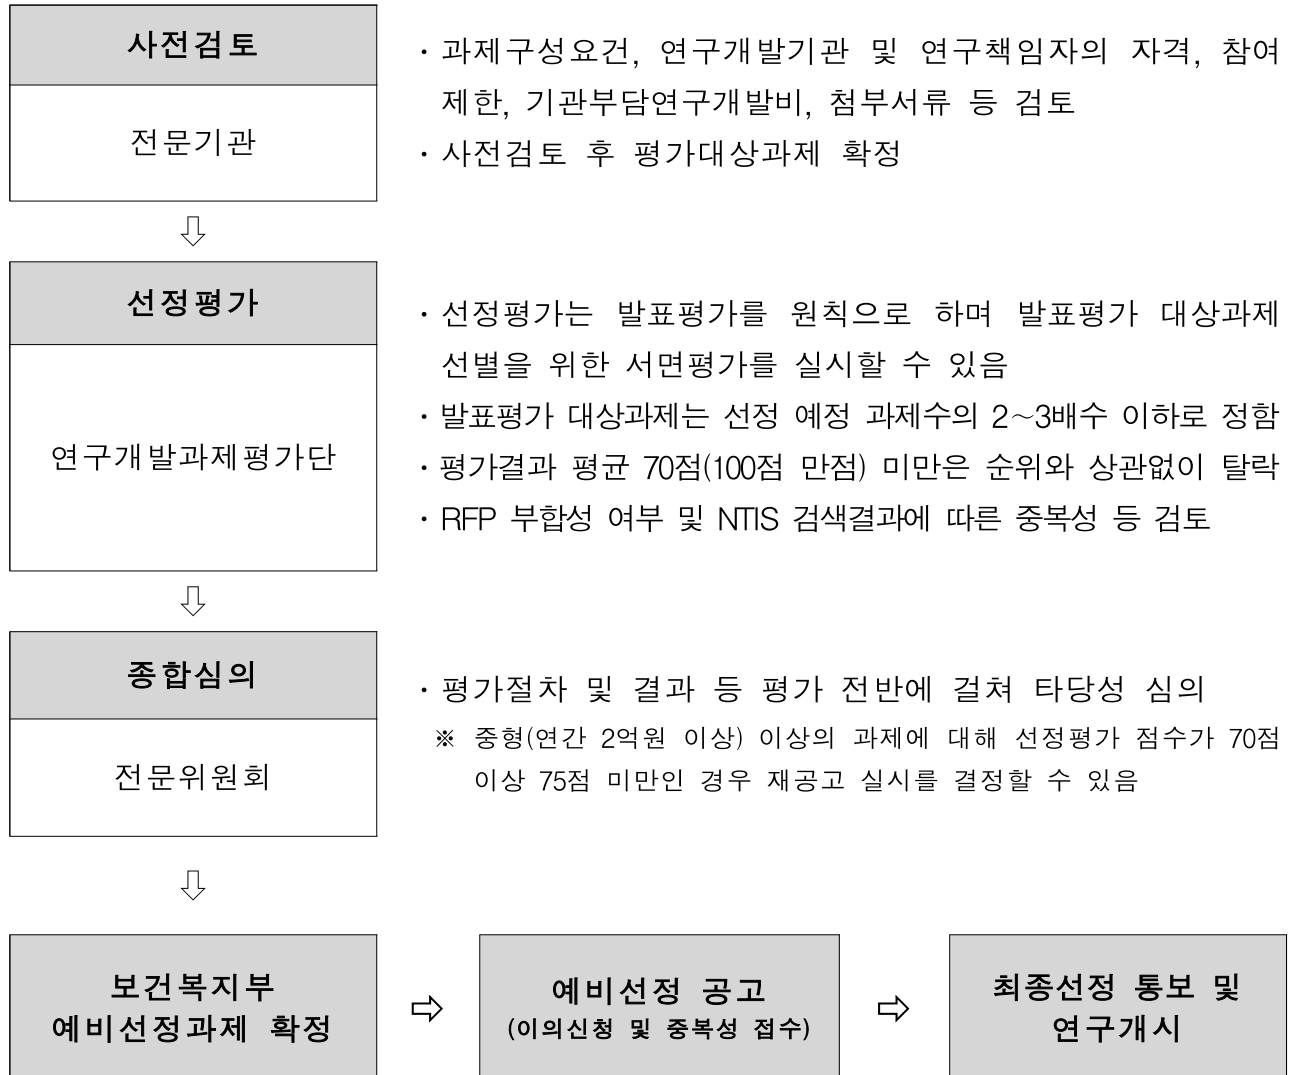 사전검토
전문기관
· 과제구성요건, 연구개발기관 및 연구책임자의 자격, 참여
제한, 기관부담연구개발비, 첨부서류 등 검토
· 사전검토 후 평가대상과제 확정
⇩
선정평가
연구개발과제평가단
· 선정평가는 발표평가를 원칙으로 하며 발표평가 대상과제
선별을 위한 서면평가를 실시할 수 있음
· 발표평가 대상과제는 선정 예정 과제수의 2~3배수 이하로 정함
· 평가결과 평균 70점(100점 만점) 미만은 순위와 상관없이 탈락
· RFP 부합성 여부 및 NTIS 검색결과에 따른 중복성 등 검토
⇩
종합심의
전문위원회
· 평가절차 및 결과 등 평가 전반에 걸쳐 타당성 심의
※ 중형(연간 2억원 이상) 이상의 과제에 대해 선정평가 점수가 70점
이상 75점 미만인 경우 재공고 실시를 결정할 수 있음
⇩
보건복지부
예비선정과제 확정
⇨
예비선정 공고
(이의신청 및 중복성 접수)
⇨
최종선정 통보 및
연구개시